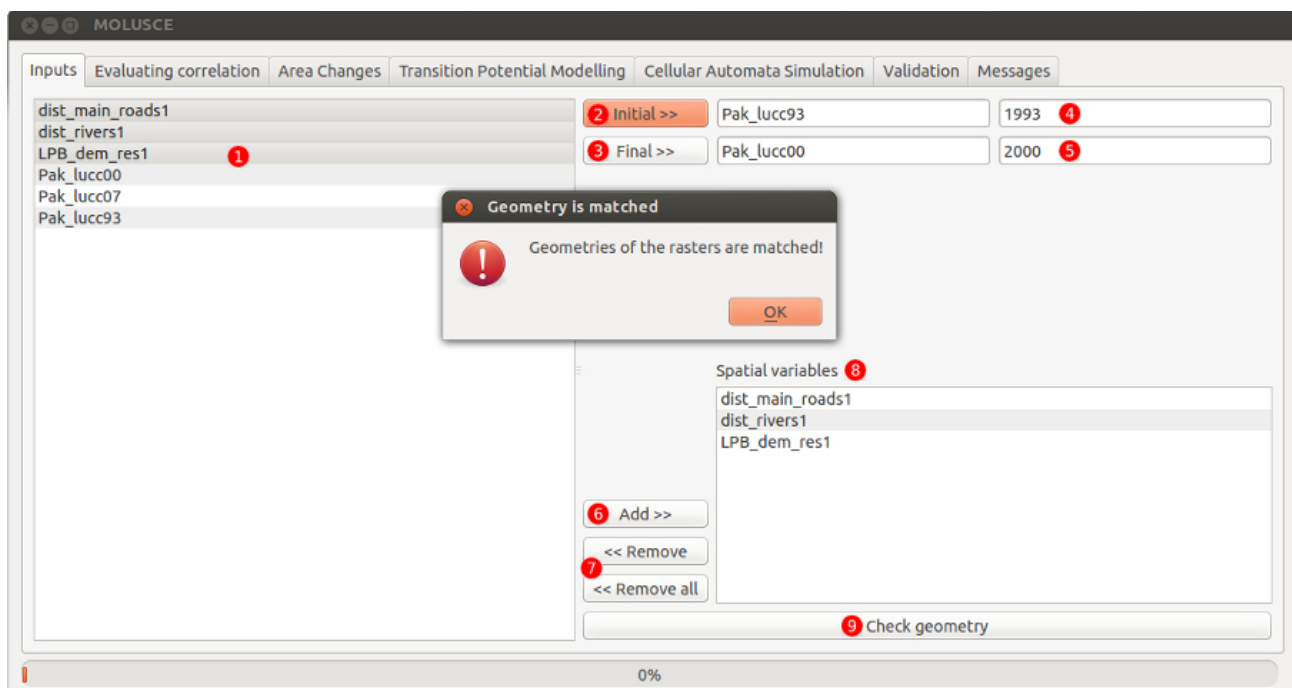 MOLUSCE
Inputs Evaluating correlation Area Changes Transition Potential Modelling Cellular Automata Simulation Validation Messages
dist_main_roads1
dist_rivers1
LPB_dem_res1 1
Pak_lucc00
Pak_lucc07
Pak_lucc93
2 Initial >> Pak_lucc93 1993 4
3 Final >> Pak_lucc00 2000 5
Geometry is matched
Geometries of the rasters are matched!
OK
Spatial variables 8
dist_main_roads1
dist_rivers1
LPB_dem_res1
6 Add >>
<< Remove
7
<< Remove all
9 Check geometry
0%